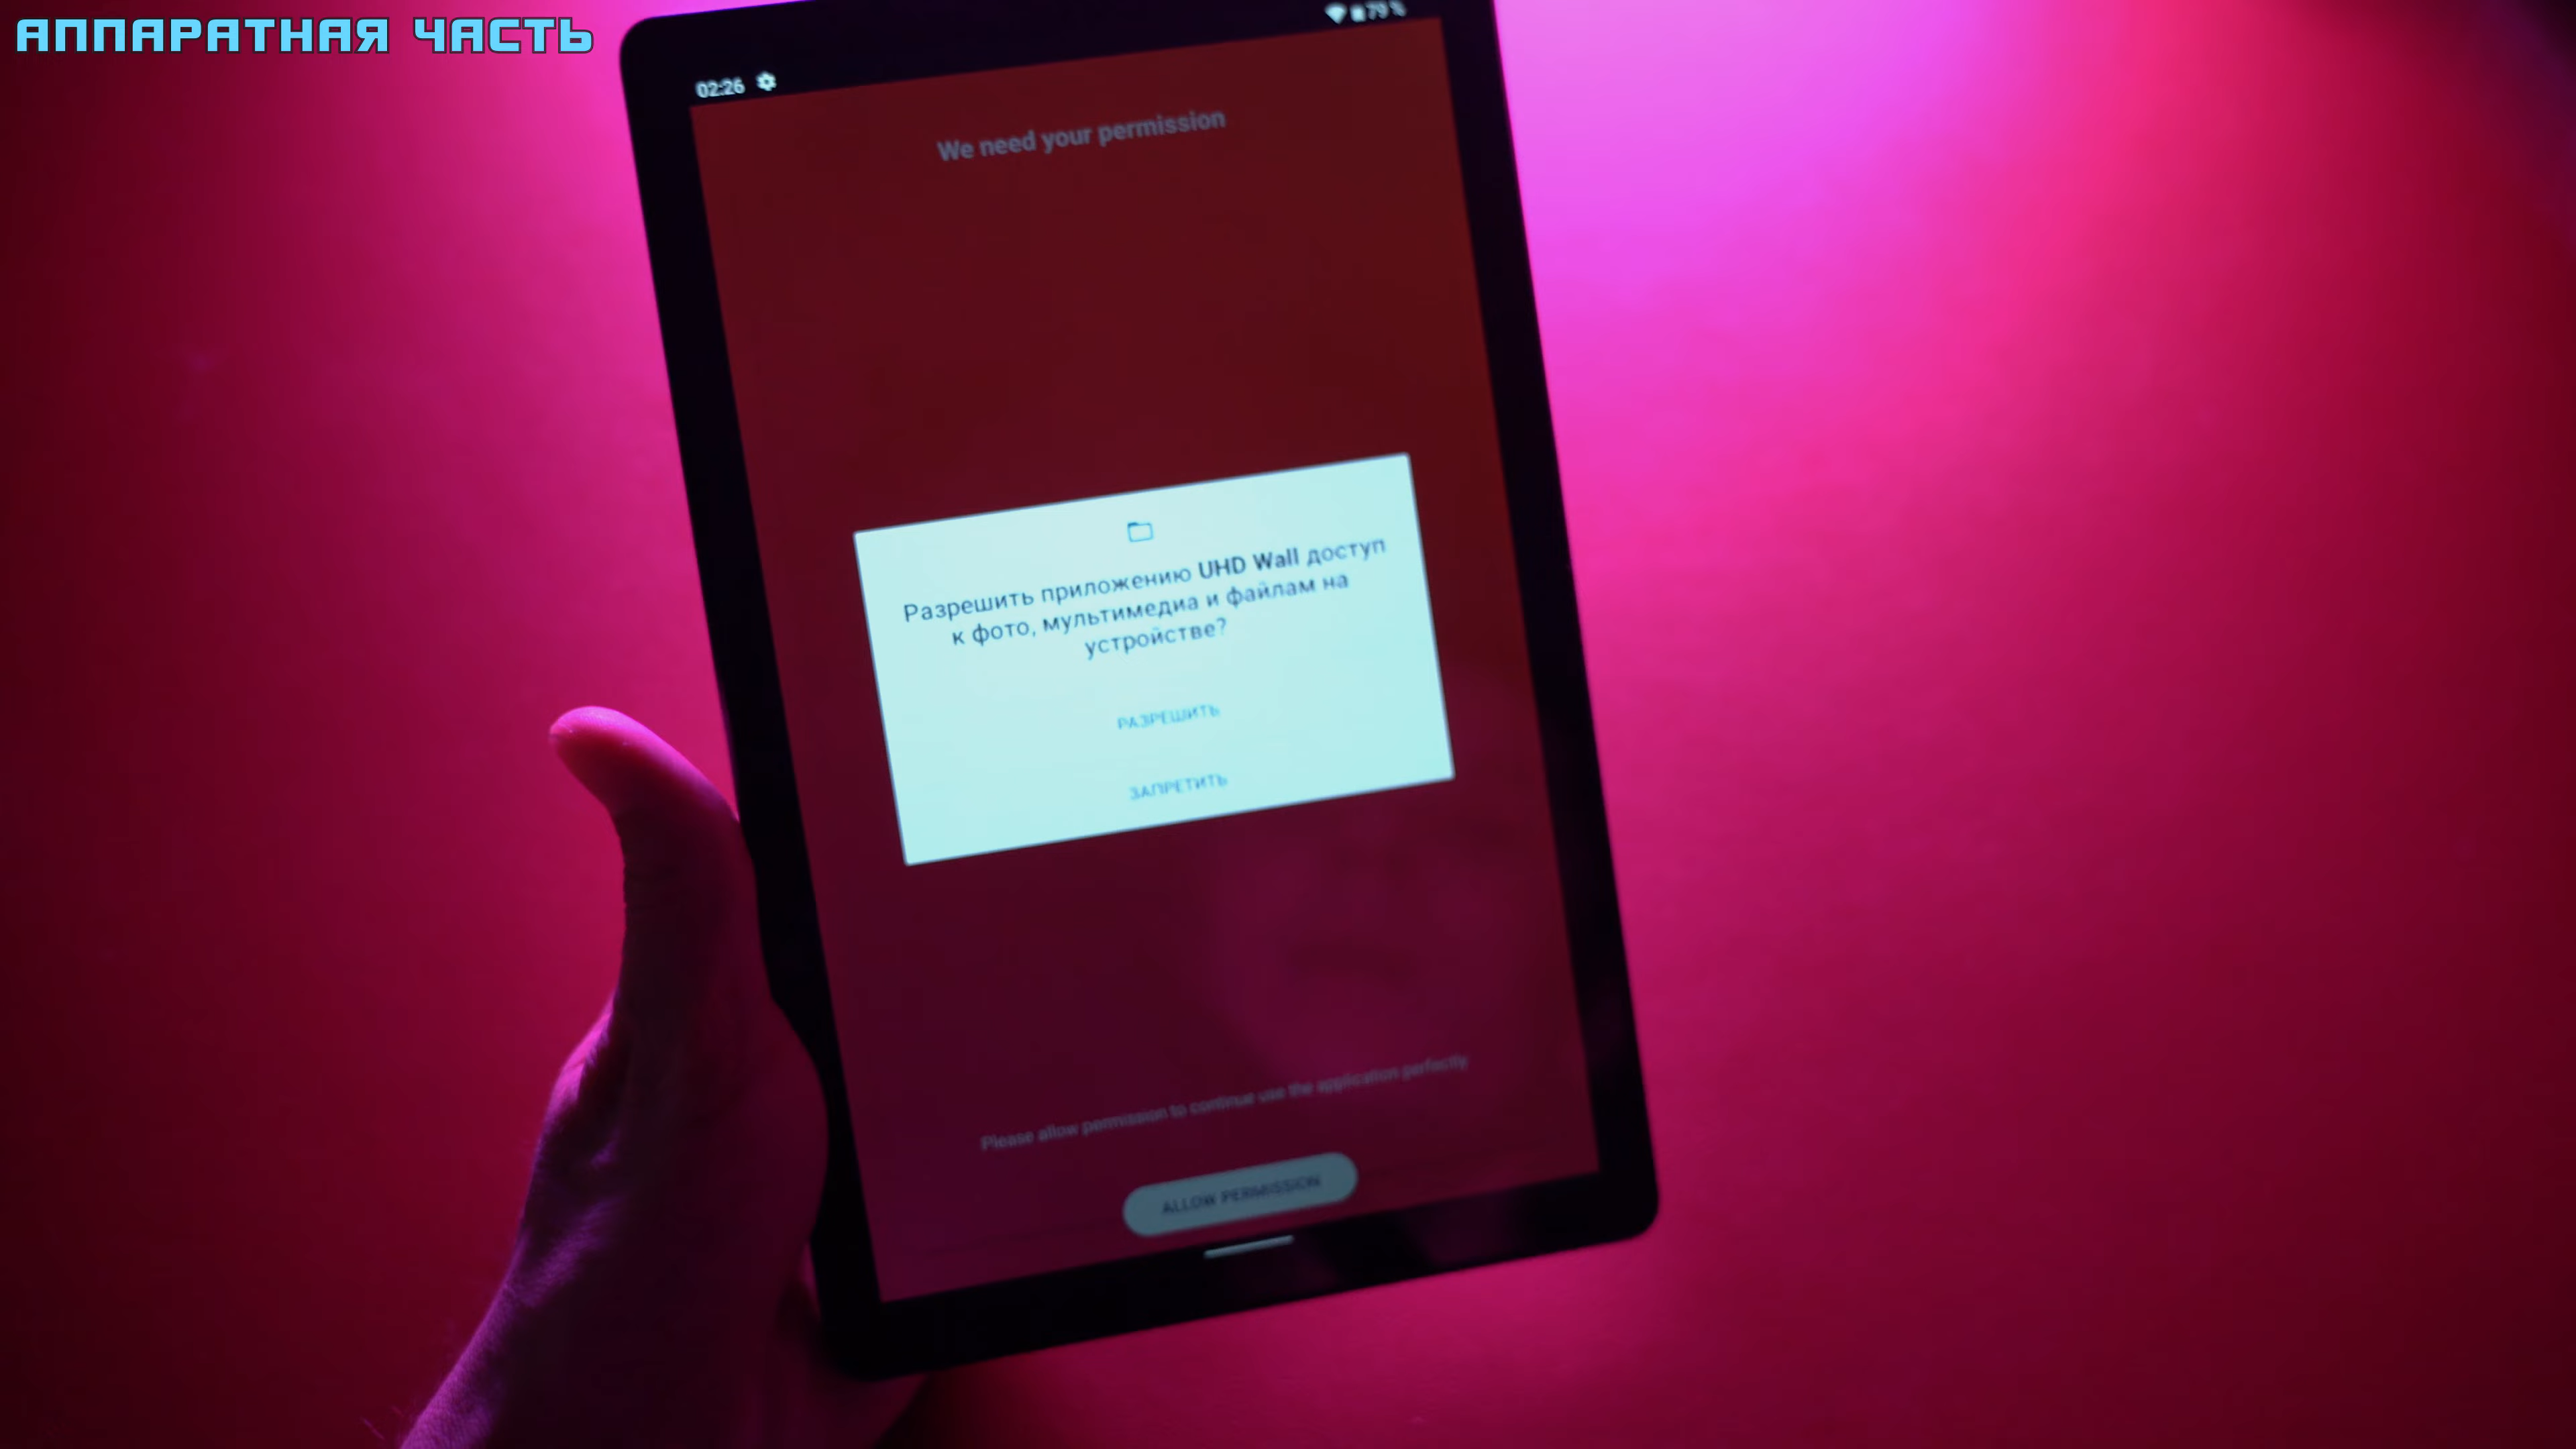 АППАРАТНАЯ ЧАСТЬ
02:26
79 %
We need your permission
Разрешить приложению UHD Wall доступ
к фото, мультимедиа и файлам на
устройстве?
РАЗРЕШИТЬ
ЗАПРЕТИТЬ
Please allow permission to continue use the application perfectly
ALLOW PERMISSION